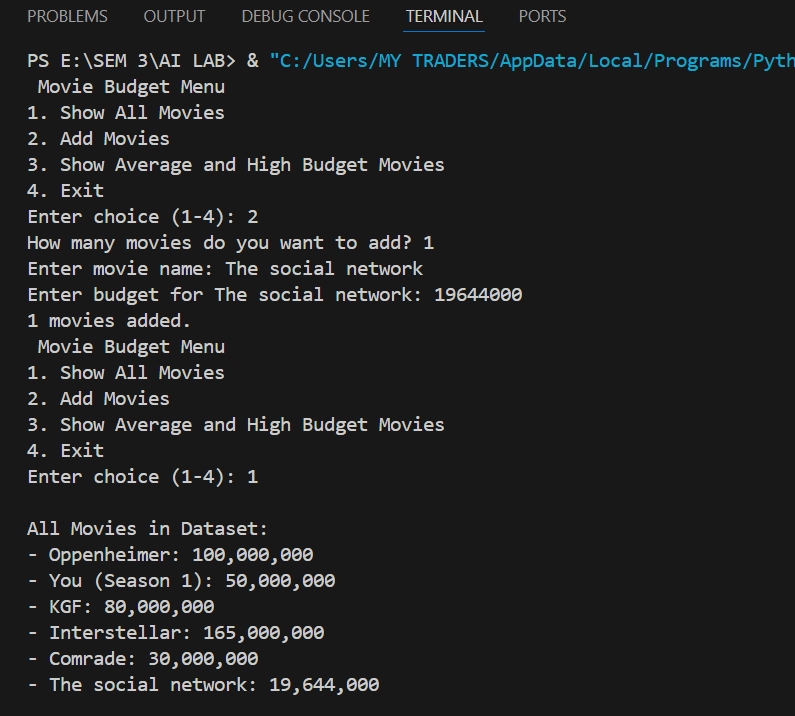 PROBLEMS OUTPUT DEBUG CONSOLE TERMINAL PORTS
PS E:\SEM 3\AI LAB> & "C:/Users/MY TRADERS/AppData/Local/Programs/Pyth
Movie Budget Menu
1. Show All Movies
2. Add Movies
3. Show Average and High Budget Movies
4. Exit
Enter choice (1-4): 2
How many movies do you want to add? 1
Enter movie name: The social network
Enter budget for The social network: 19644000
1 movies added.
Movie Budget Menu
1. Show All Movies
2. Add Movies
3. Show Average and High Budget Movies
4. Exit
Enter choice (1-4): 1
All Movies in Dataset:
- Oppenheimer: 100,000,000
- You (Season 1): 50,000,000
- KGF: 80,000,000
- Interstellar: 165,000,000
- Comrade: 30,000,000
- The social network: 19,644,000